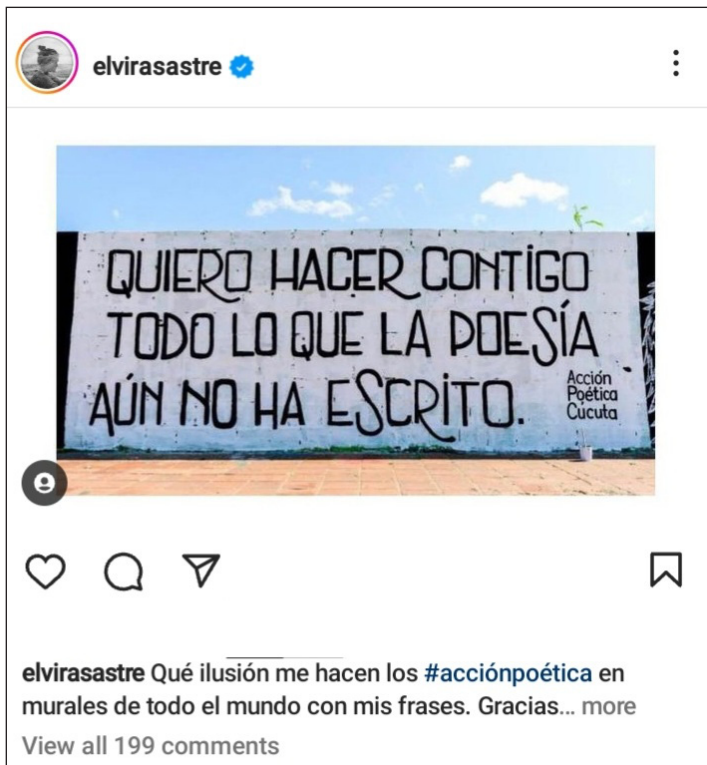 elvirasastre
QUIERO HACER CONTIGO
TODO LO QUE LA POESÍA
AÚN NO HA ESCRITO.
Acción
Poética
Cúcuta
elvirasastre Qué ilusión me hacen los #acciónpoética en
murales de todo el mundo con mis frases. Gracias... more
View all 199 comments